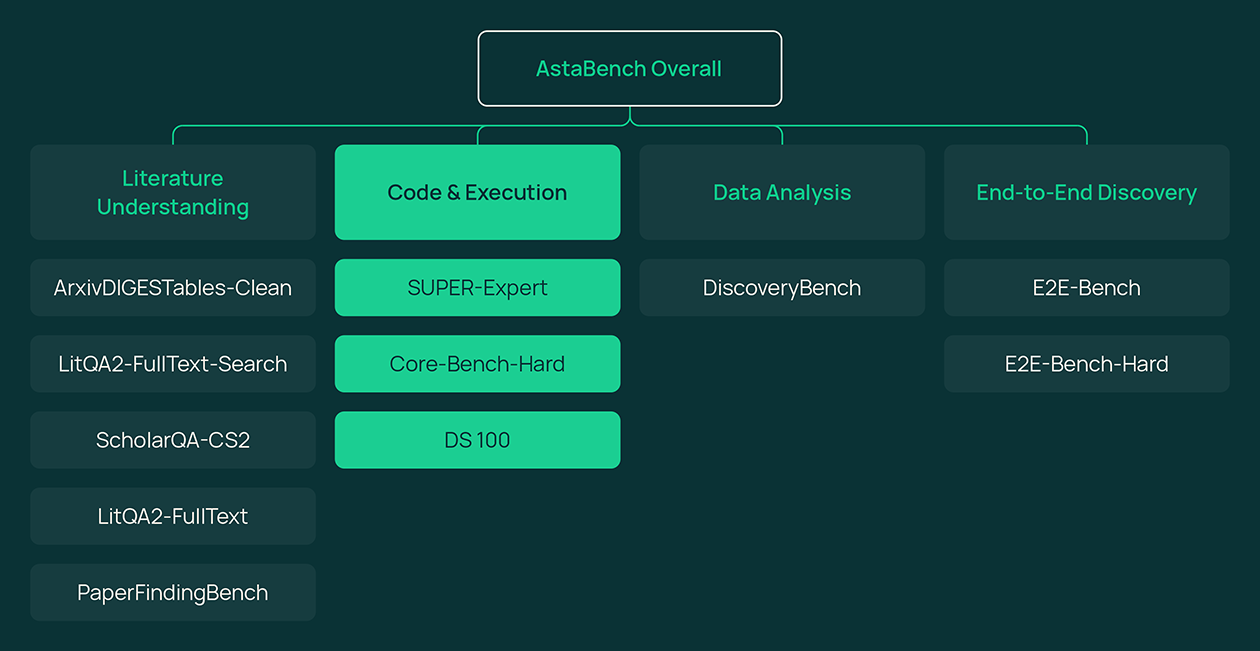 AstaBench Overall
Literature
Understanding
Code & Execution
Data Analysis
End-to-End Discovery
ArxivDIGESTables-Clean
SUPER-Expert
DiscoveryBench
E2E-Bench
LitQA2-FullText-Search
Core-Bench-Hard
E2E-Bench-Hard
ScholarQA-CS2
DS 100
LitQA2-FullText
PaperFindingBench